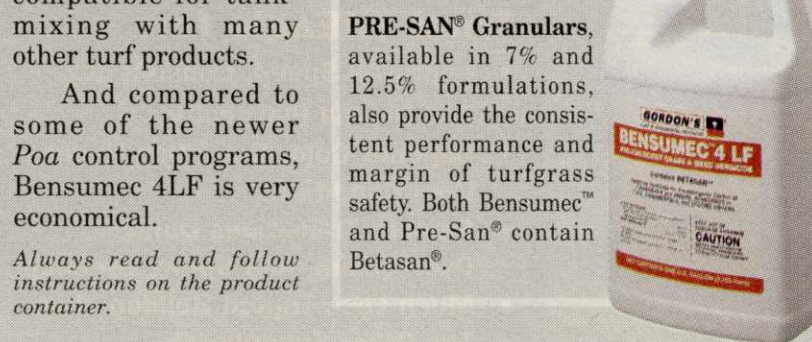 mixing with many
other turf products.
And compared to
some of the newer
Poa control programs,
Bensumec 4LF is very
economical.
Always read and follow
instructions on the product
container.
PRE-SAN® Granulars,
available in 7% and
12.5% formulations,
also provide the consis-
tent performance and
margin of turfgrass
safety. Both Bensumec™
and Pre-San® contain
Betasan®.
GORDON'S
BENSUMEC 4 LF
CAUTION